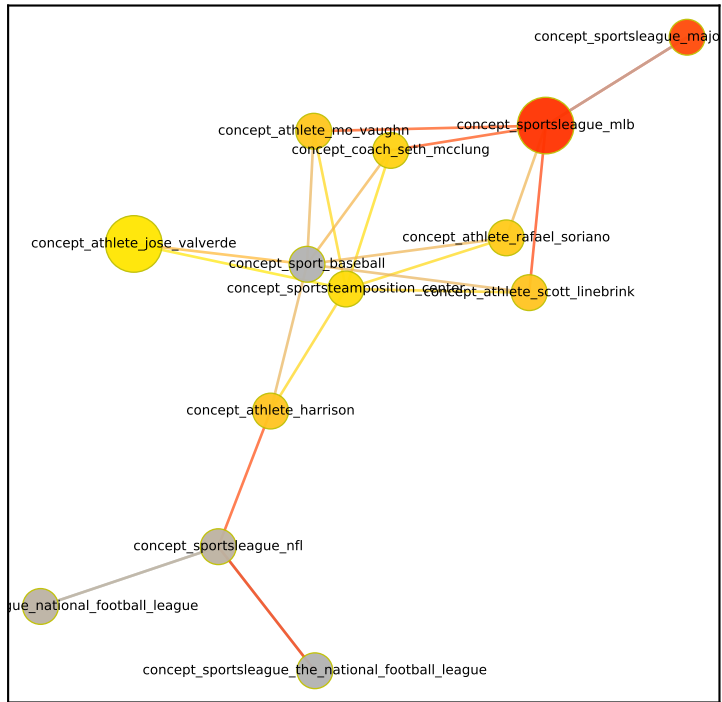 concept_sportsleague_majo
concept_sportsleague_mlb
concept_athlete_mo_vaughn
concept_coach_seth_mcclung
concept_athlete_rafael_soriano
concept_athlete_jose_valverde
concept_sport_baseball
concept_sportsteamposition_center
concept_athlete_scott_linebrink
concept_athlete_harrison
concept_sportsleague_nfl
gue_national_football_league
concept_sportsleague_the_national_football_league